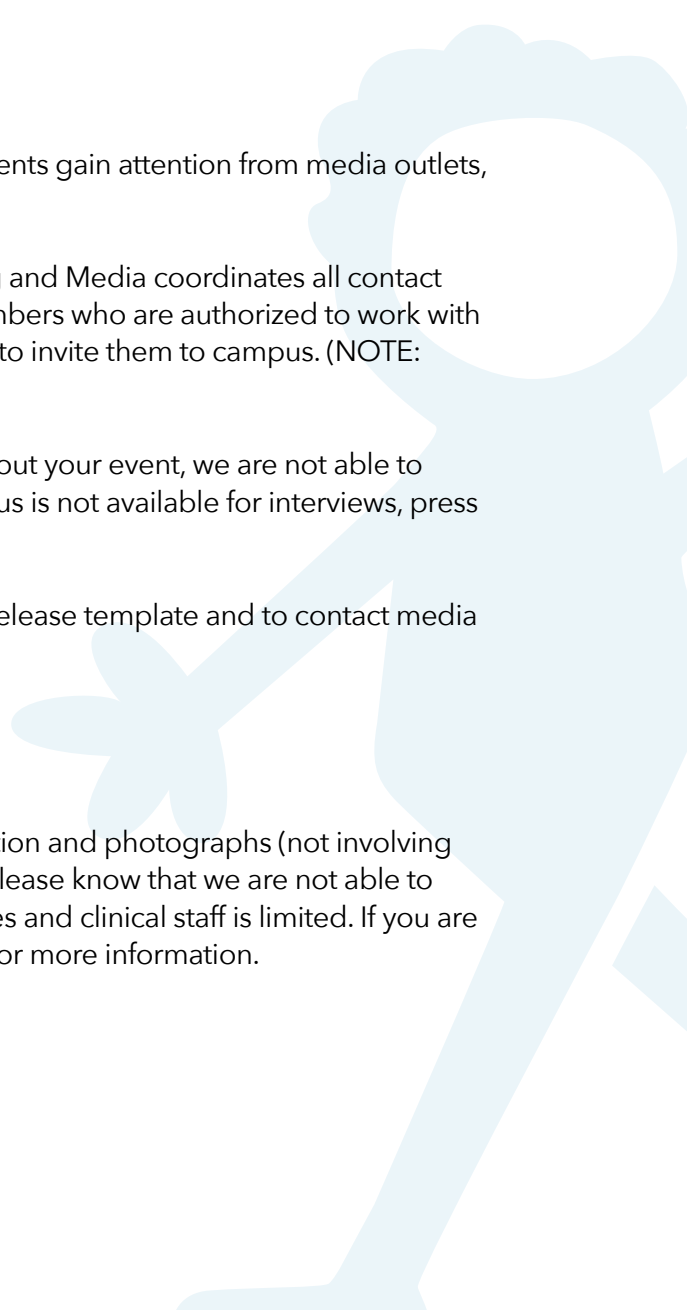 ents gain attention from media outlets,
and Media coordinates all contact
nbers who are authorized to work with
to invite them to campus. (NOTE:
out your event, we are not able to
us is not available for interviews, press
elease template and to contact media
tion and photographs (not involving
lease know that we are not able to
es and clinical staff is limited. If you are
or more information.